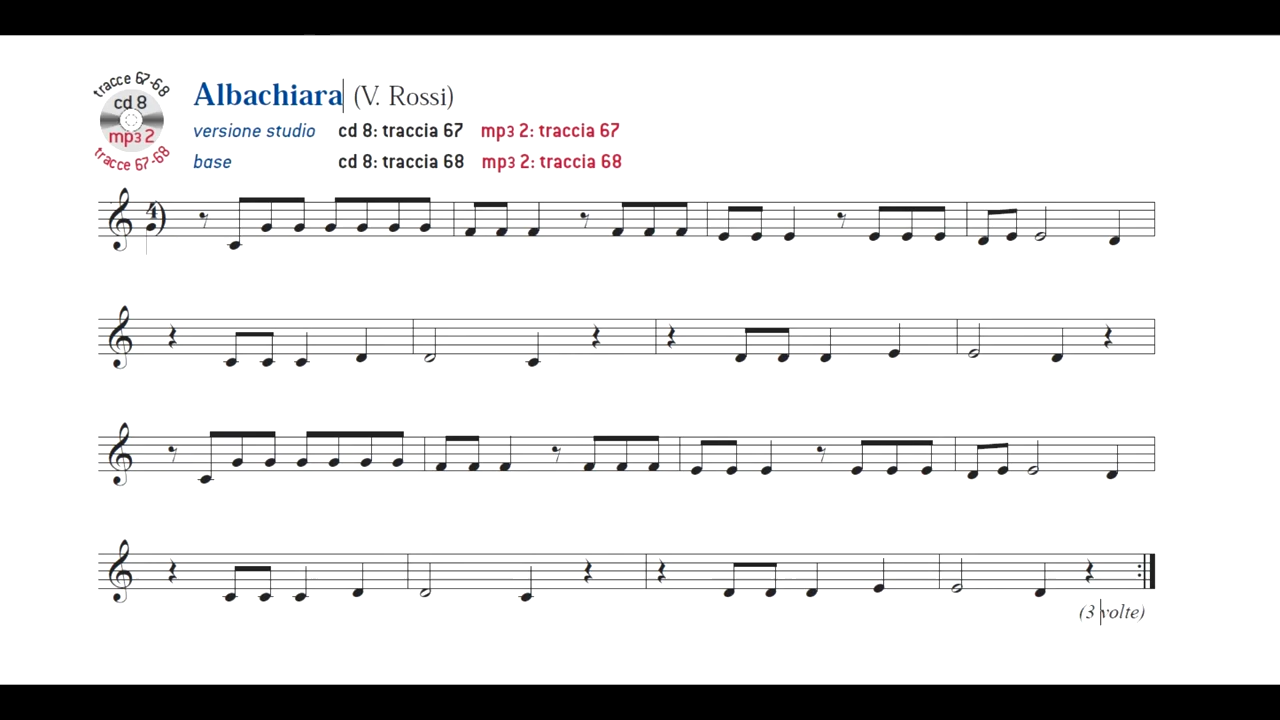 tracce 67-68
cd 8
mp3 2
tracce 67-68
Albachiara (V. Rossi)
versione studio cd 8: traccia 67 mp3 2: traccia 67
base cd 8: traccia 68 mp3 2: traccia 68
4
(3 volte)